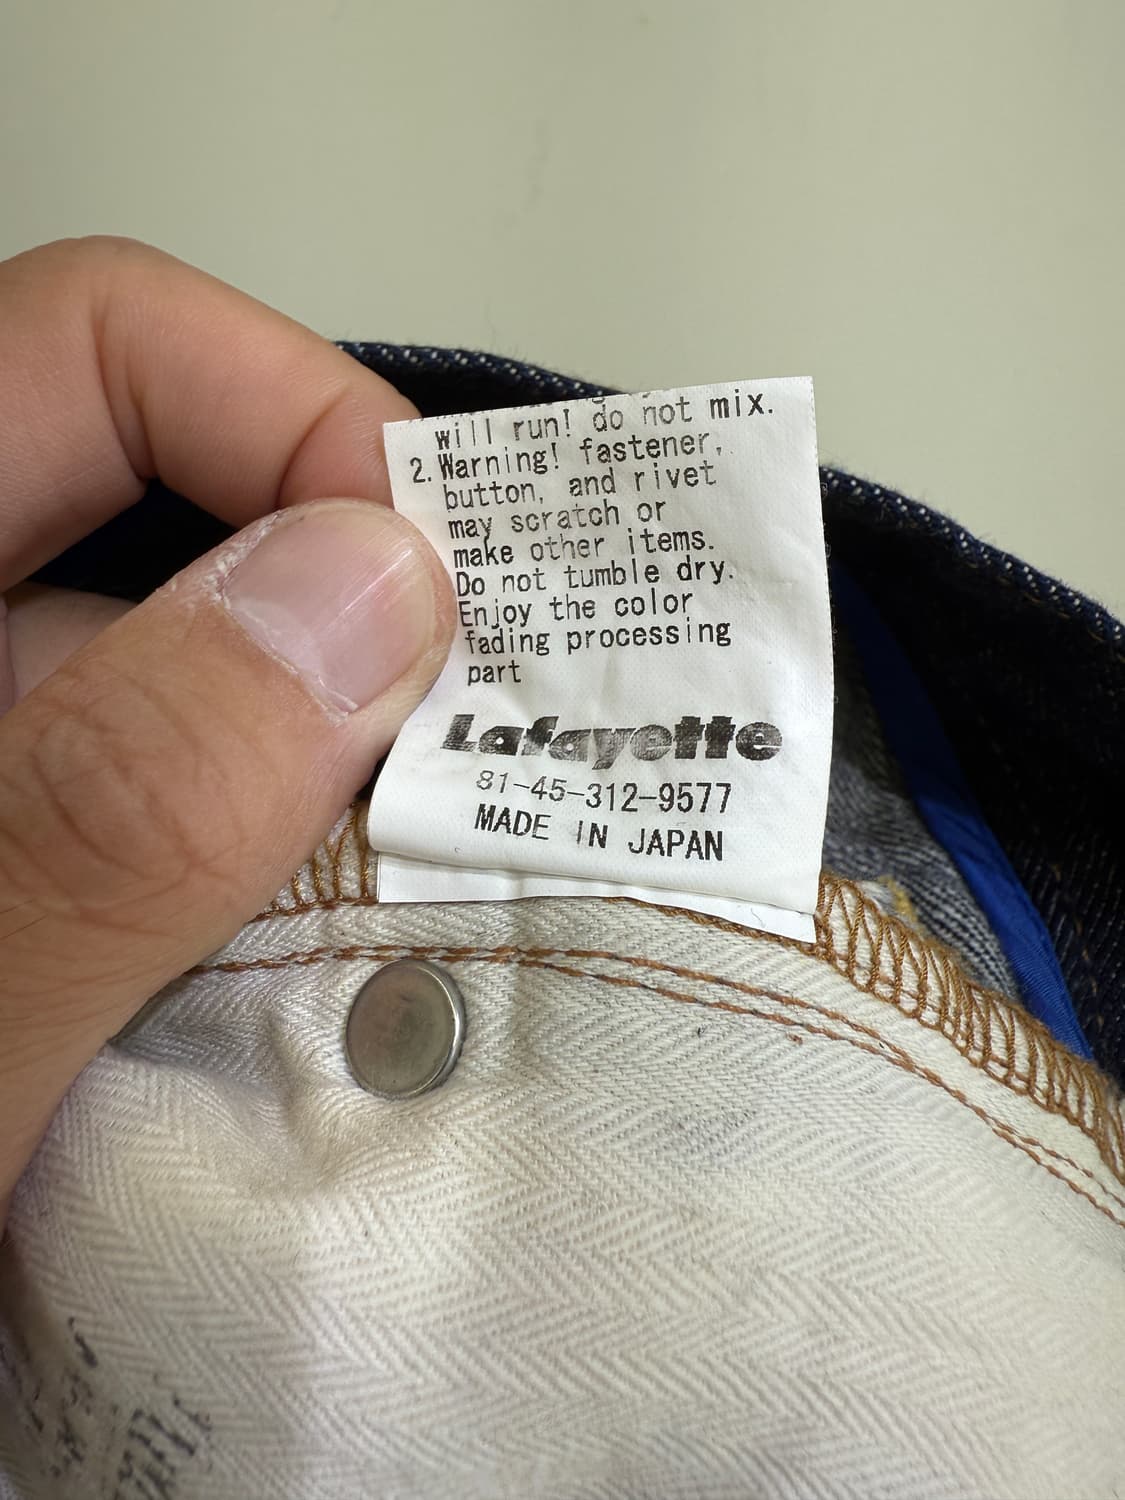 will run! do not mix.
2. Warning! fastener,
button, and rivet
may scratch or
make other items.
Do not tumble dry.
Enjoy the color
fading processing
part
Lafayette
81-45-312-9577
MADE IN JAPAN